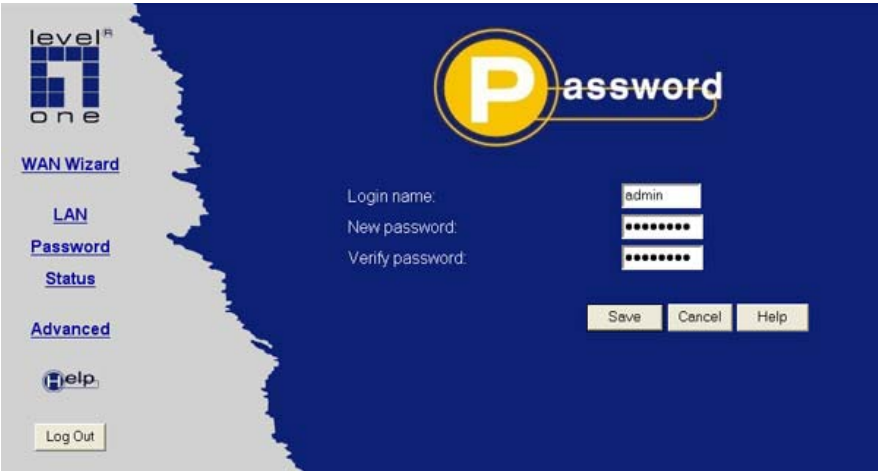 level®
one
WAN Wizard
LAN
Password
Status
Advanced
Help
Log Out
Password
Login name: admin
New password: ●●●●●●●●
Verify password: ●●●●●●●●
Save Cancel Help